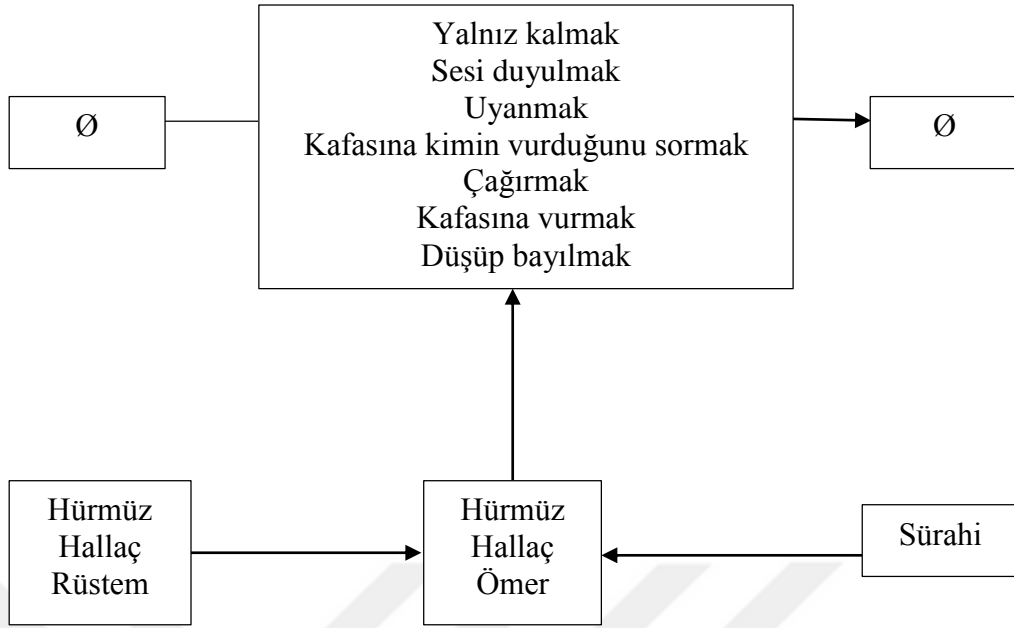 Ø
Yalnız kalmak
Sesi duyulmak
Uyanmak
Kafasına kimin vurduğunu sormak
Çağırmak
Kafasına vurmak
Düşüp bayılmak
Ø
Hürmüz
Hallaç
Rüstem
Hürmüz
Hallaç
Ömer
Sürahi